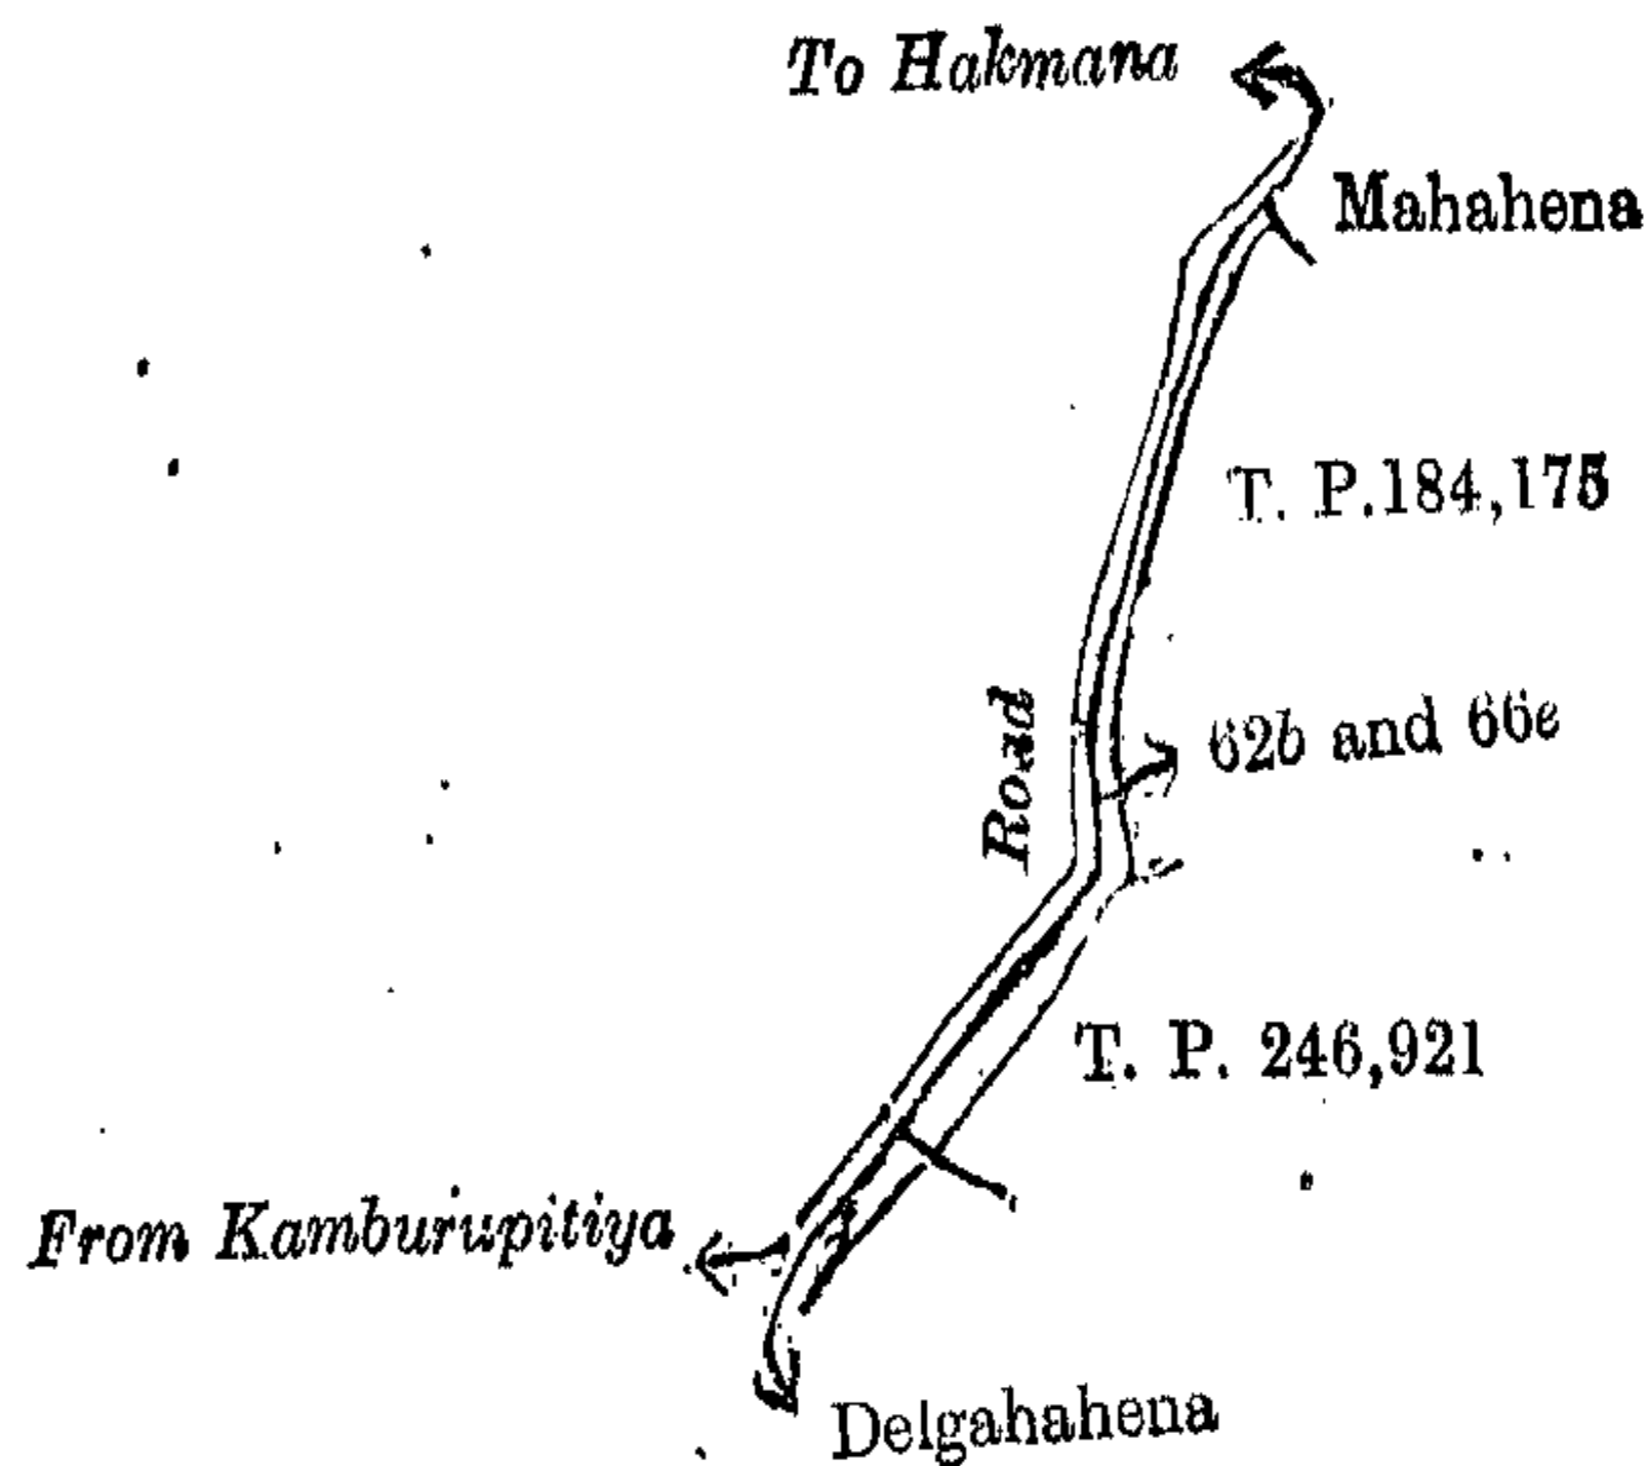 To Hakmana
Mahahena
T. P. 184,175
Road
62b and 66e
T. P. 246,921
From Kamburupitiya
Delgahahena